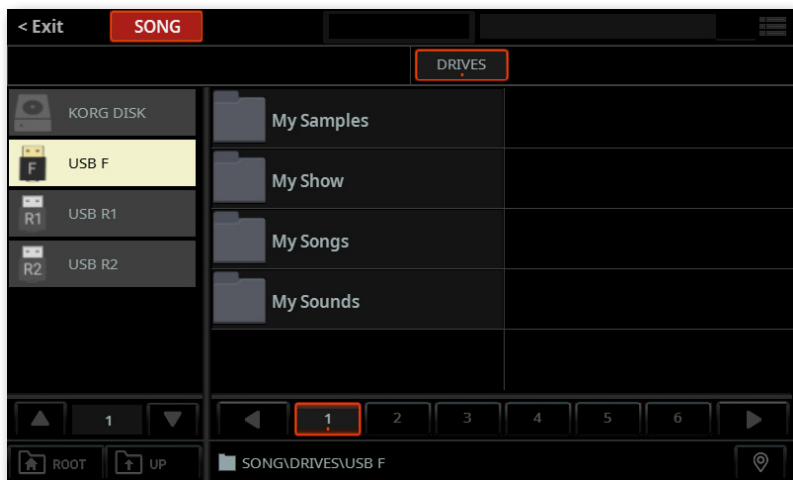 < Exit SONG
DRIVES
KORG DISK
F USB F
R1 USB R1
R2 USB R2
My Samples
My Show
My Songs
My Sounds
1
1 2 3 4 5 6
ROOT UP
SONG\DRIVES\USB F